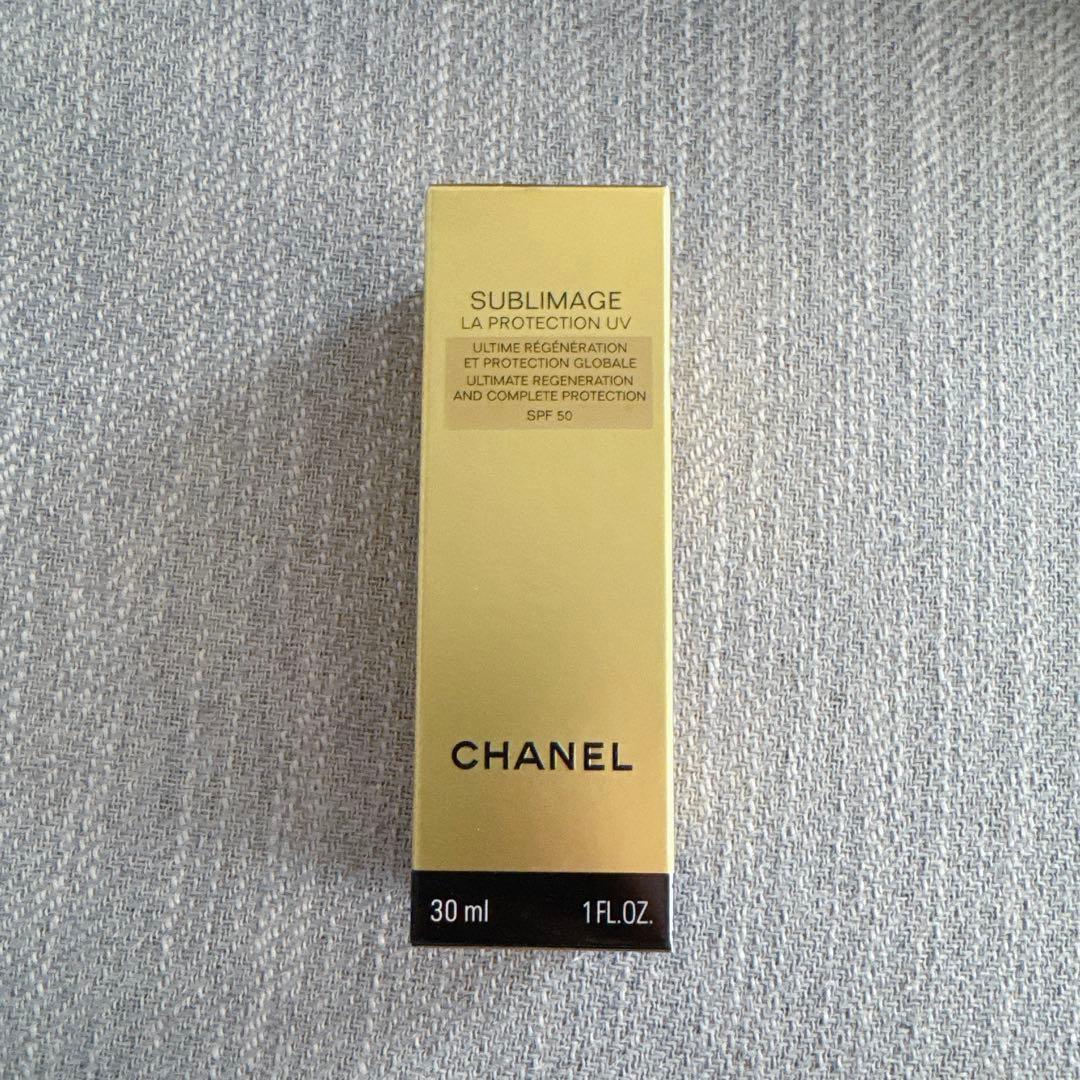 SUBLIMAGE
LA PROTECTION UV
ULTIME RÉGÉNÉRATION
ET PROTECTION GLOBALE
ULTIMATE REGENERATION
AND COMPLETE PROTECTION
SPF 50
CHANEL
30 ml 1 FL.OZ.